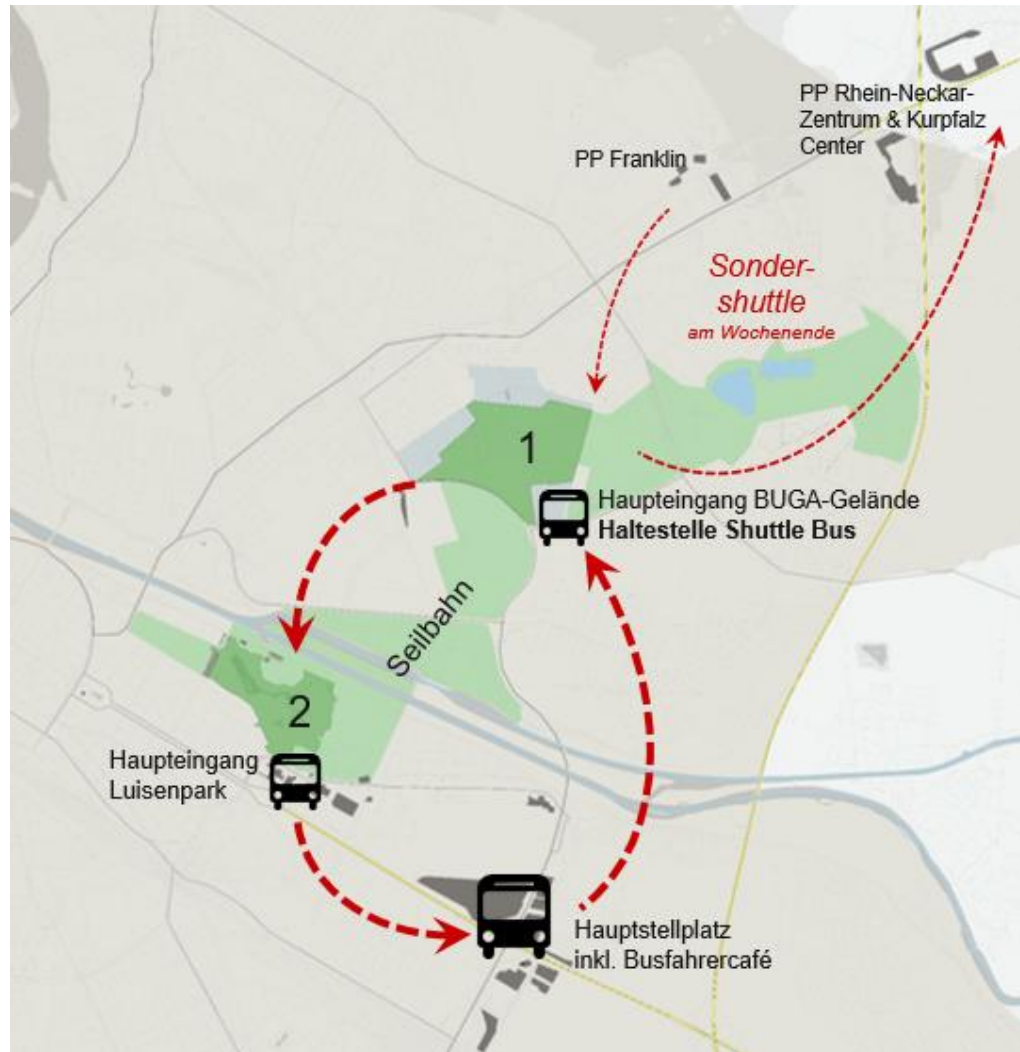 PP Rhein-Neckar-
Zentrum & Kurpfalz
Center
PP Franklin
Sonder-
shuttle
am Wochenende
1
Haupteingang BUGA-Gelände
Haltestelle Shuttle Bus
Seilbahn
2
Haupteingang
Luisenpark
Hauptstellplatz
inkl. Busfahrercafé